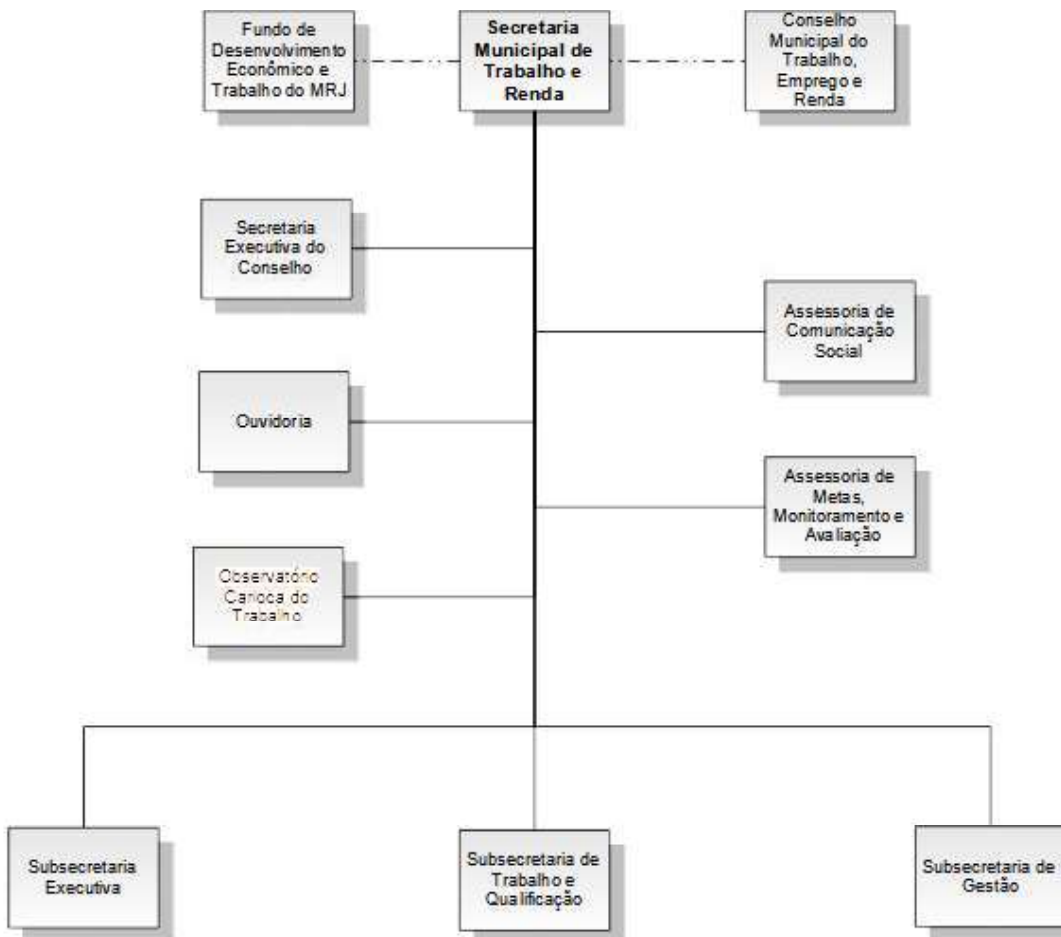 Fundo de
Desenvolvimento
Econômico e
Trabalho do MRJ
Secretaria
Municipal de
Trabalho e
Renda
Conselho
Municipal do
Trabalho,
Emprego e
Renda
Secretaria
Executiva do
Conselho
Assessoria de
Comunicação
Social
Ouvidoria
Assessoria de
Metas,
Monitoramento e
Avaliação
Observatório
Carioca do
Trabalho
Subsecretaria
Executiva
Subsecretaria de
Trabalho e
Qualificação
Subsecretaria de
Gestão